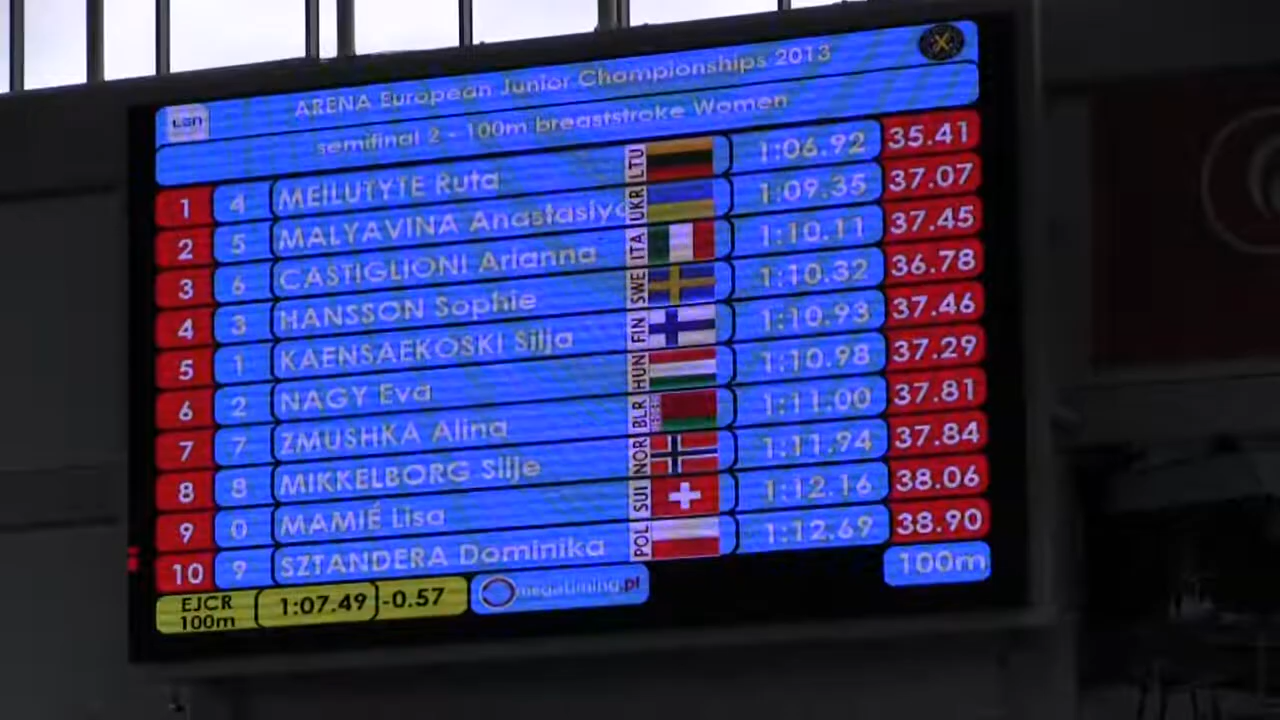 LEN ARENA European Junior Championships 2013
semifinal 2 - 100m breaststroke Women
1 4 MEILUTYTE Ruta LTU 1:06.92 35.41
2 5 MALYAVINA Anastasiya UKR 1:09.35 37.07
3 6 CASTIGLIONI Arianna ITA 1:10.11 37.45
4 3 HANSSON Sophie SWE 1:10.32 36.78
5 1 KAENSAEKOSKI Silja FIN 1:10.93 37.46
6 2 NAGY Eva HUN 1:10.98 37.29
7 7 ZMUSHKA Alina BLR 1:11.00 37.81
8 8 MIKKELBORG Silje NOR 1:11.94 37.84
9 0 MAMIÉ Lisa SUI 1:12.16 38.06
10 9 SZTANDERA Dominika POL 1:12.69 38.90
EJCR 100m 1:07.49 -0.57 omegatiming.pl 100m